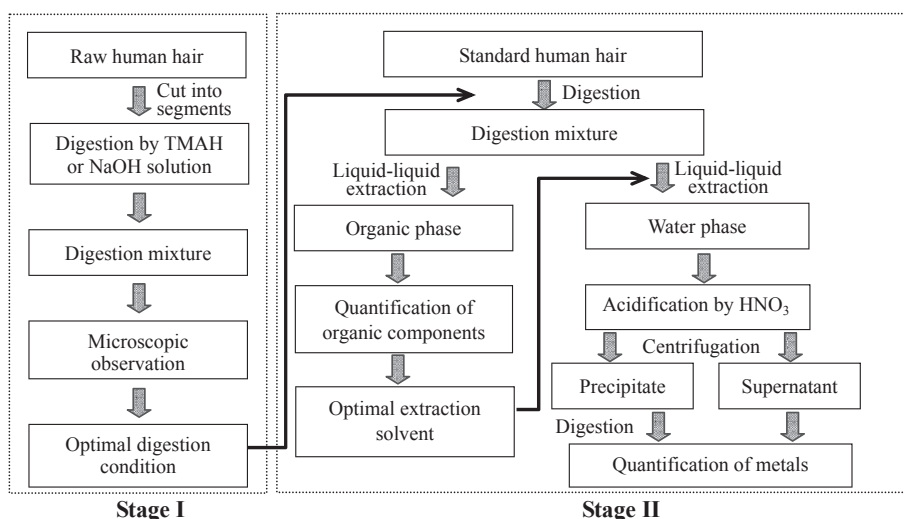 Raw human hair
Cut into
segments
Digestion by TMAH
or NaOH solution
Digestion mixture
Microscopic
observation
Optimal digestion
condition
Stage I
Standard human hair
Digestion
Digestion mixture
Liquid-liquid
extraction
Organic phase
Quantification of
organic components
Optimal extraction
solvent
Liquid-liquid
extraction
Water phase
Acidification by HNO₃
Centrifugation
Precipitate
Supernatant
Digestion
Quantification of metals
Stage II